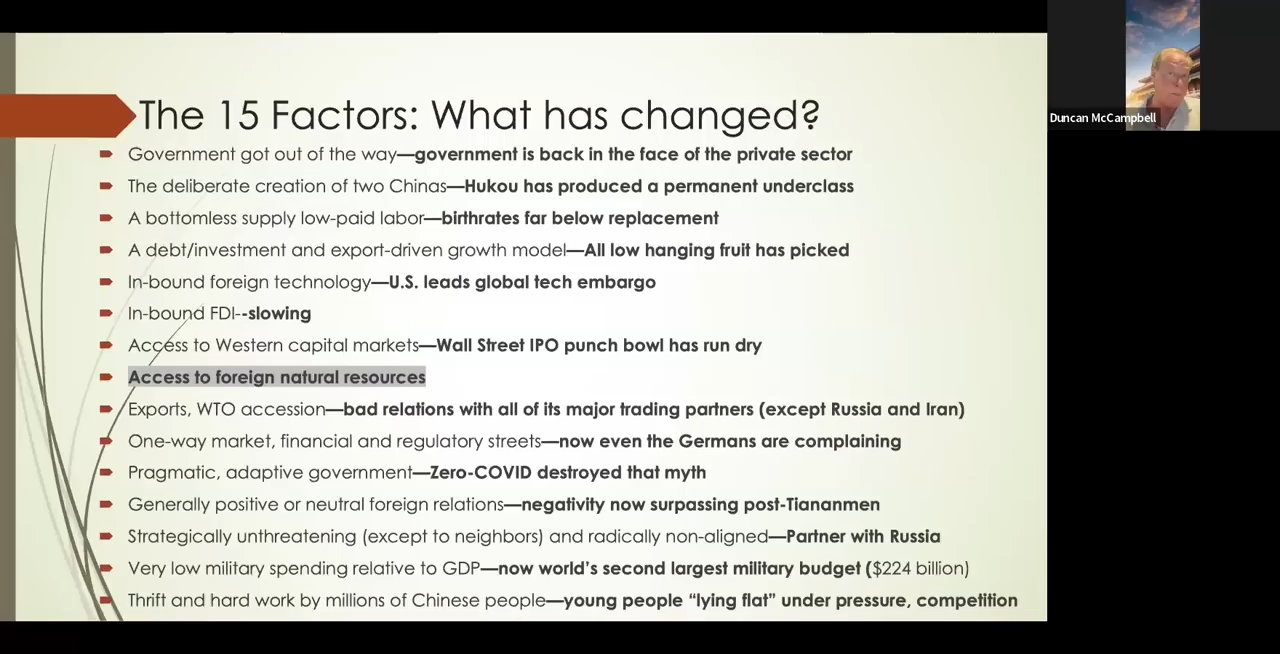 The 15 Factors: What has changed?
Government got out of the way—government is back in the face of the private sector
The deliberate creation of two Chinas—Hukou has produced a permanent underclass
A bottomless supply low-paid labor—birthrates far below replacement
A debt/investment and export-driven growth model—All low hanging fruit has picked
In-bound foreign technology—U.S. leads global tech embargo
In-bound FDI--slowing
Access to Western capital markets—Wall Street IPO punch bowl has run dry
Access to foreign natural resources
Exports, WTO accession—bad relations with all of its major trading partners (except Russia and Iran)
One-way market, financial and regulatory streets—now even the Germans are complaining
Pragmatic, adaptive government—Zero-COVID destroyed that myth
Generally positive or neutral foreign relations—negativity now surpassing post-Tiananmen
Strategically unthreatening (except to neighbors) and radically non-aligned—Partner with Russia
Very low military spending relative to GDP—now world’s second largest military budget ($224 billion)
Thrift and hard work by millions of Chinese people—young people “lying flat” under pressure, competition
Duncan McCampbell